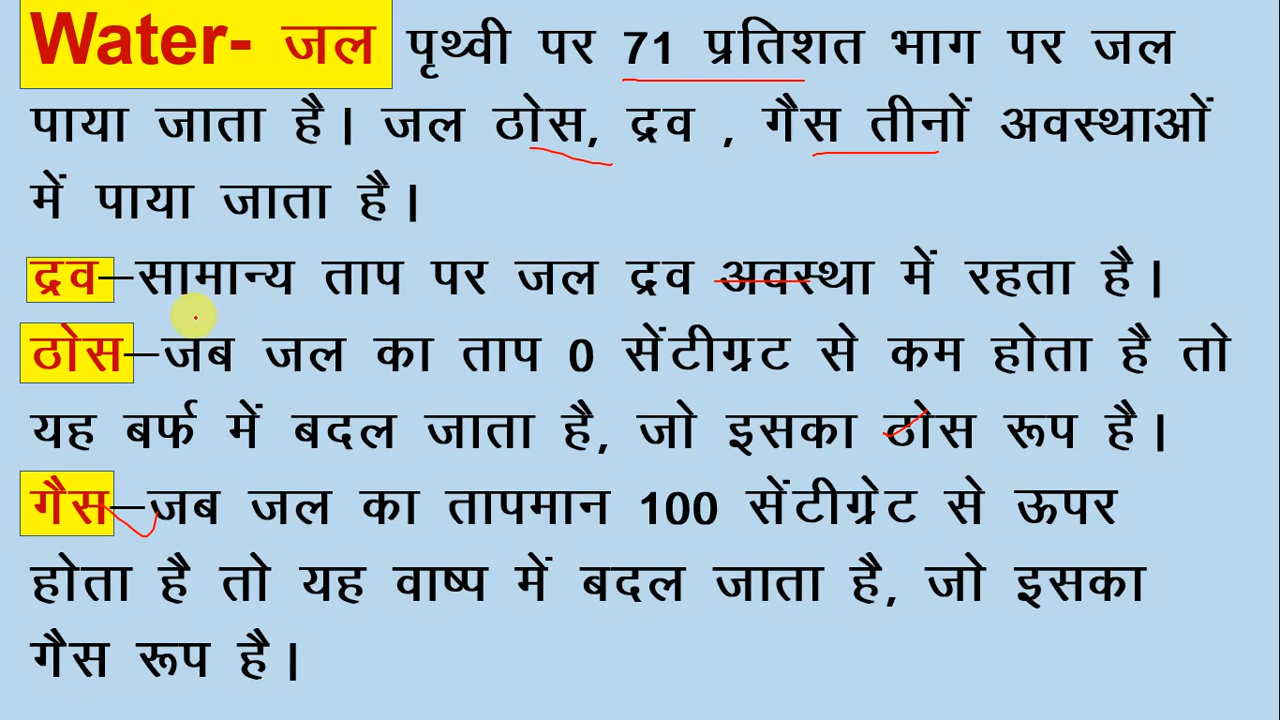 Water- जल पृथ्वी पर 71 प्रतिशत भाग पर जल
पाया जाता है। जल ठोस, द्रव , गैस तीनों अवस्थाओं
में पाया जाता है।
द्रव–सामान्य ताप पर जल द्रव अवस्था में रहता है।
ठोस–जब जल का ताप 0 सेंटीग्रट से कम होता है तो
यह बर्फ में बदल जाता है, जो इसका ठोस रूप है।
गैस–जब जल का तापमान 100 सेंटीग्रेट से ऊपर
होता है तो यह वाष्प में बदल जाता है, जो इसका
गैस रूप है।